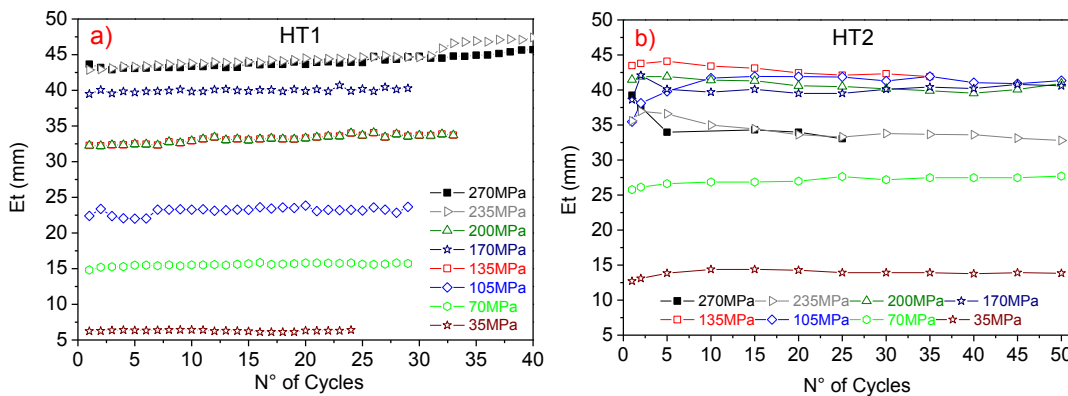 a)
HT1
50
45
40
35
30
25
20
15
10
5
Et (mm)
270MPa
235MPa
200MPa
170MPa
135MPa
105MPa
70MPa
35MPa
0 5 10 15 20 25 30 35 40
N° of Cycles
b)
HT2
50
45
40
35
30
25
20
15
10
5
Et (mm)
270MPa 235MPa 200MPa 170MPa
135MPa 105MPa 70MPa 35MPa
0 5 10 15 20 25 30 35 40 45 50
N° of Cycles